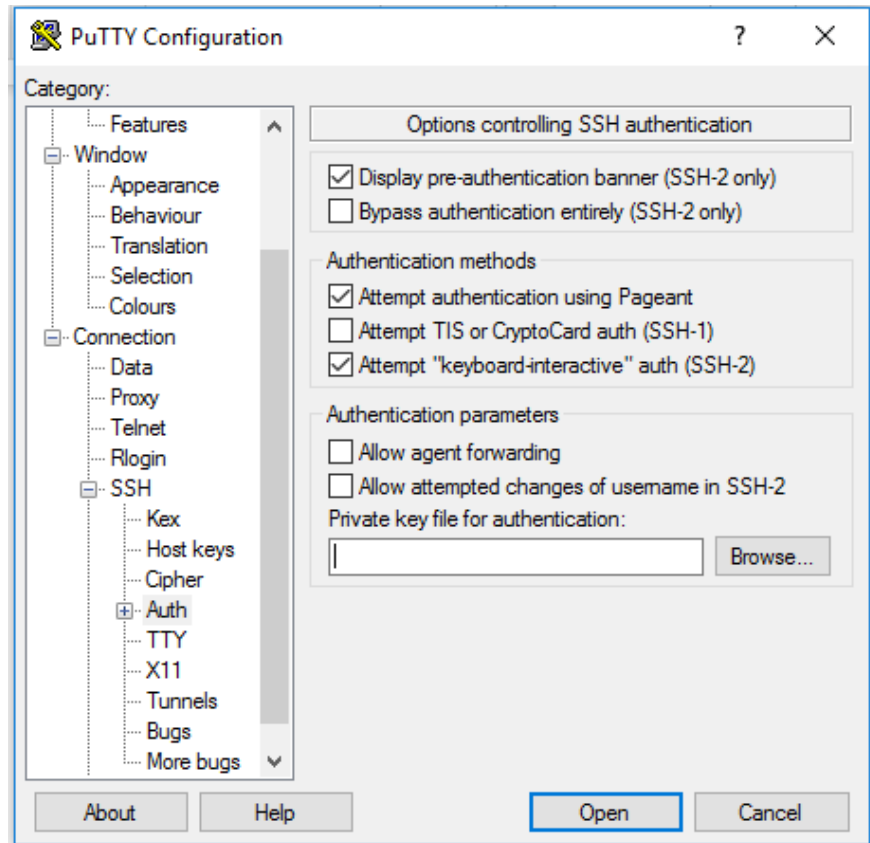 PuTTY Configuration
?
Category:
Features
Window
Appearance
Behaviour
Translation
Selection
Colours
Connection
Data
Proxy
Telnet
Rlogin
SSH
Kex
Host keys
Cipher
Auth
TTY
X11
Tunnels
Bugs
More bugs
Options controlling SSH authentication
Display pre-authentication banner (SSH-2 only)
Bypass authentication entirely (SSH-2 only)
Authentication methods
Attempt authentication using Pageant
Attempt TIS or CryptoCard auth (SSH-1)
Attempt "keyboard-interactive" auth (SSH-2)
Authentication parameters
Allow agent forwarding
Allow attempted changes of username in SSH-2
Private key file for authentication:
Browse...
About
Help
Open
Cancel